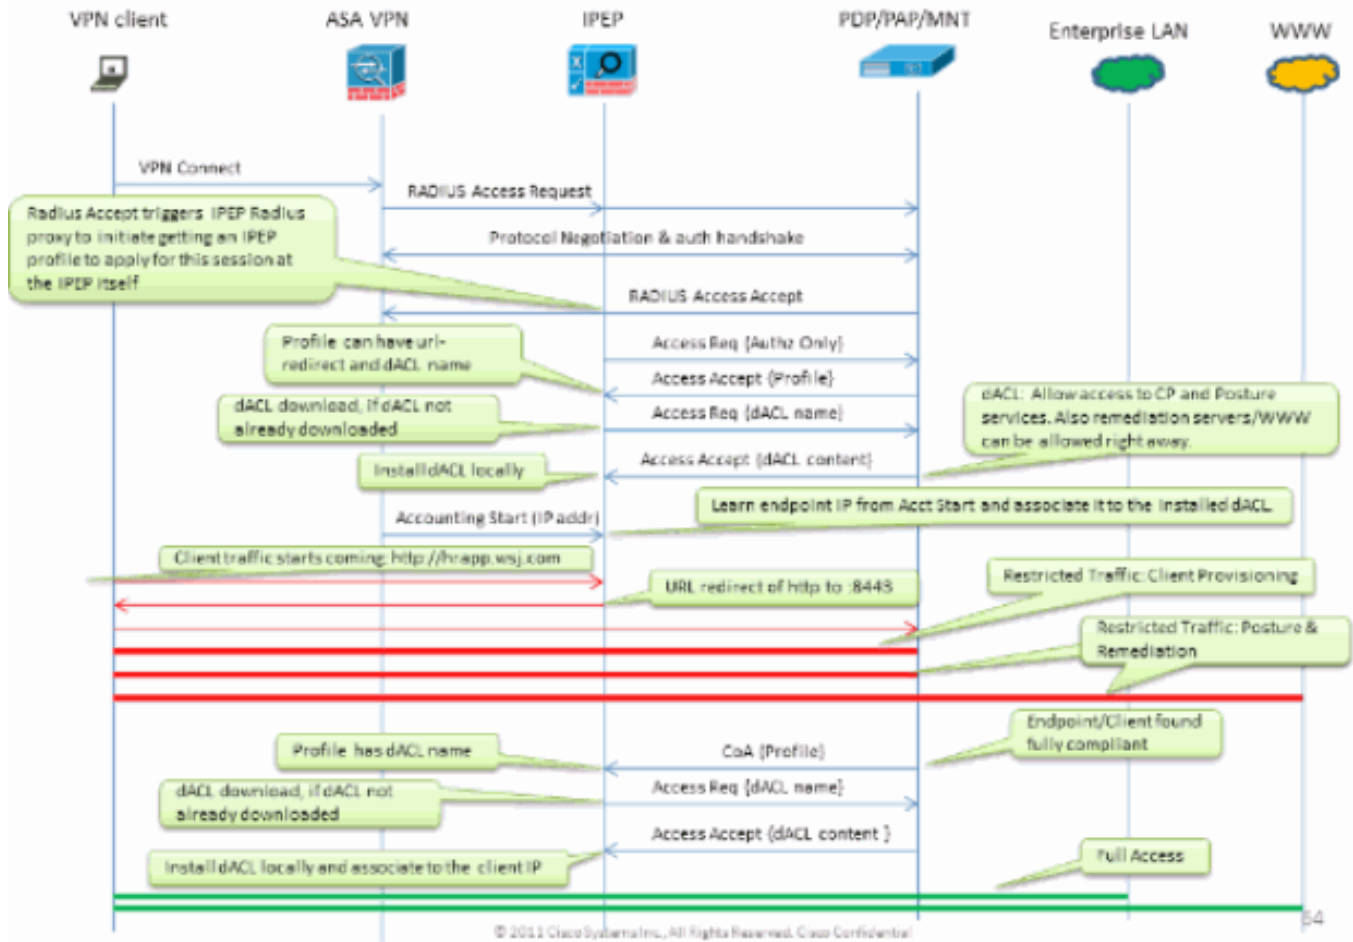 VPN client
ASA VPN
IPEP
PDP/PAP/MNT
Enterprise LAN
WWW
VPN Connect
RADIUS Access Request
Radius Accept triggers IPEP Radius
proxy to initiate getting an IPEP
profile to apply for this session at
the IPEP itself
Protocol Negotiation & auth handshake
RADIUS Access Accept
Profile can have url-
redirect and dACL name
Access Req {Authz Only}
Access Accept {Profile}
dACL download, if dACL not
already downloaded
Access Req {dACL name}
dACL: Allow access to CP and Posture
services. Also remediation servers/WWW
can be allowed right away.
Install dACL locally
Access Accept {dACL content}
Learn endpoint IP from Acct Start and associate it to the installed dACL.
Accounting Start (IP addr)
Client traffic starts coming: http://hrapp.wsj.com
URL redirect of http to :8443
Restricted Traffic: Client Provisioning
Restricted Traffic: Posture &
Remediation
Endpoint/Client found
fully compliant
Profile has dACL name
CoA {Profile}
dACL download, if dACL not
already downloaded
Access Req {dACL name}
Access Accept {dACL content }
Install dACL locally and associate to the client IP
Full Access
© 2011 Cisco Systems Inc., All Rights Reserved. Cisco Confidential
64